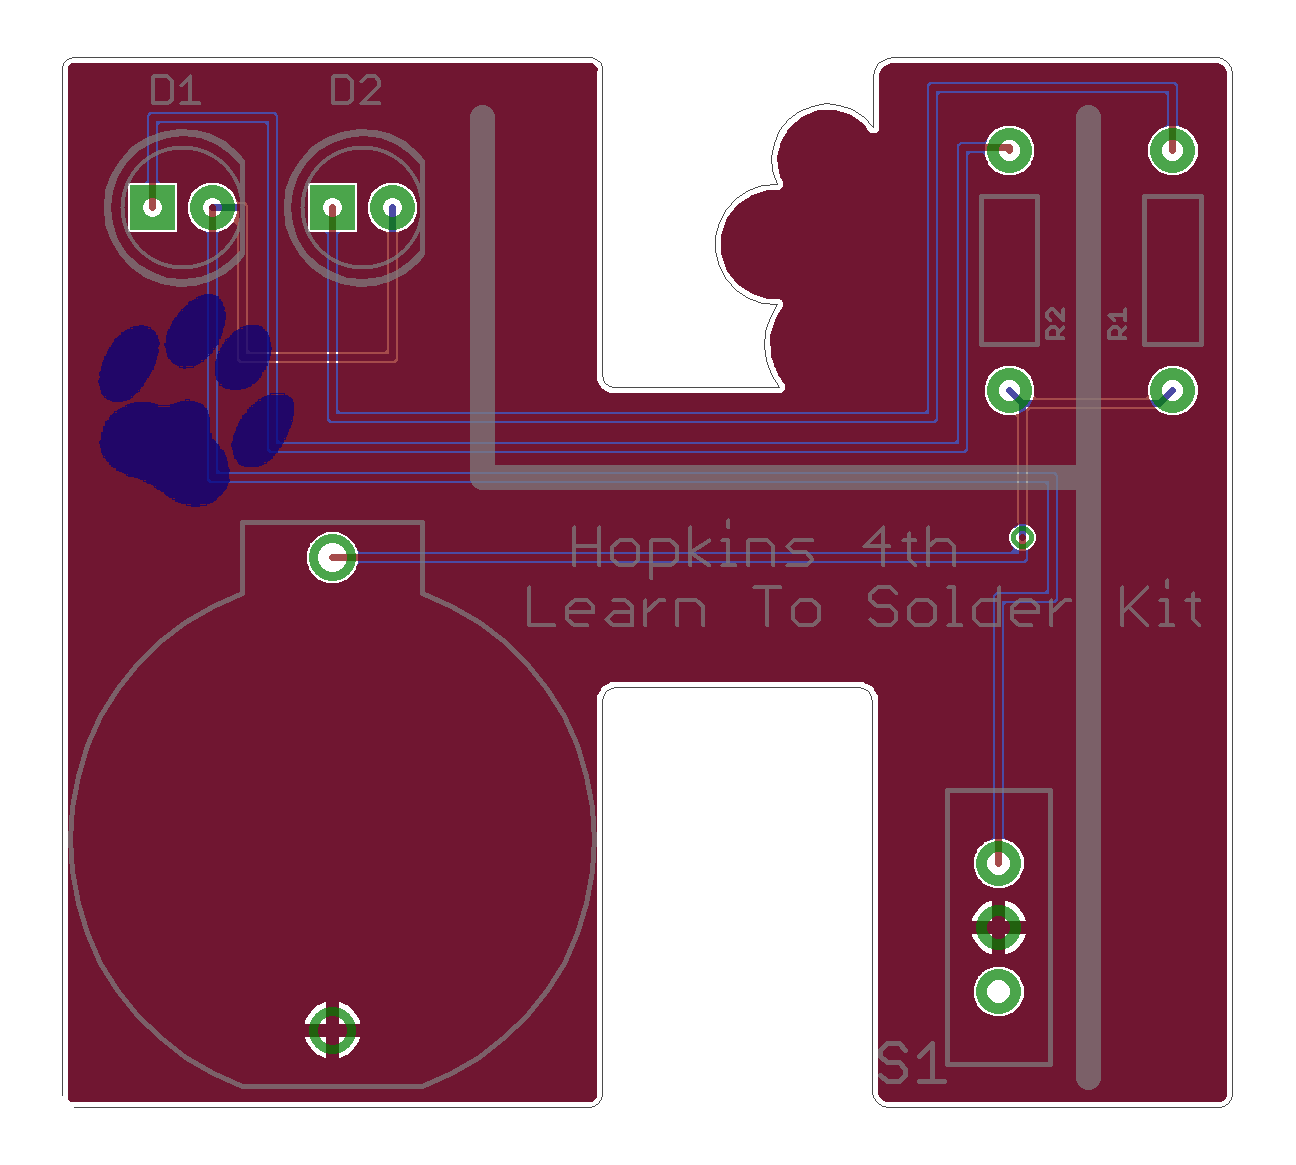 D1 D2
R2 R1
Hopkins 4th
Learn To Solder Kit
S1